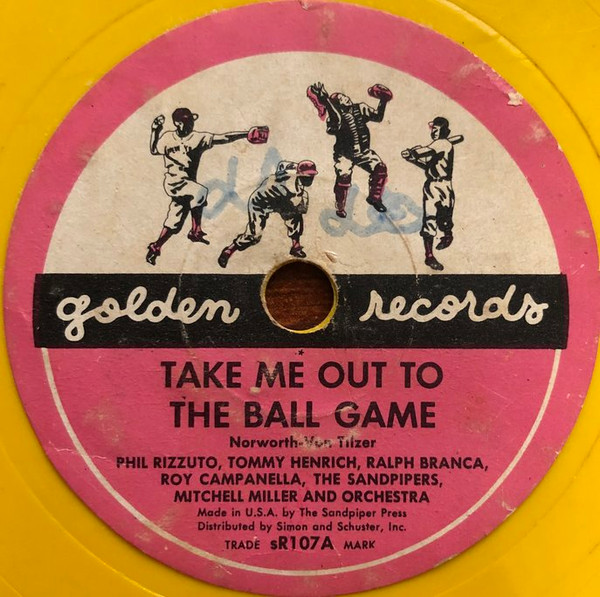 golden records
TAKE ME OUT TO
THE BALL GAME
Norworth-Von Tilzer
PHIL RIZZUTO, TOMMY HENRICH, RALPH BRANCA,
ROY CAMPANELLA, THE SANDPIPERS,
MITCHELL MILLER AND ORCHESTRA
Made in U.S.A. by The Sandpiper Press
Distributed by Simon and Schuster, Inc.
TRADE sR107A MARK